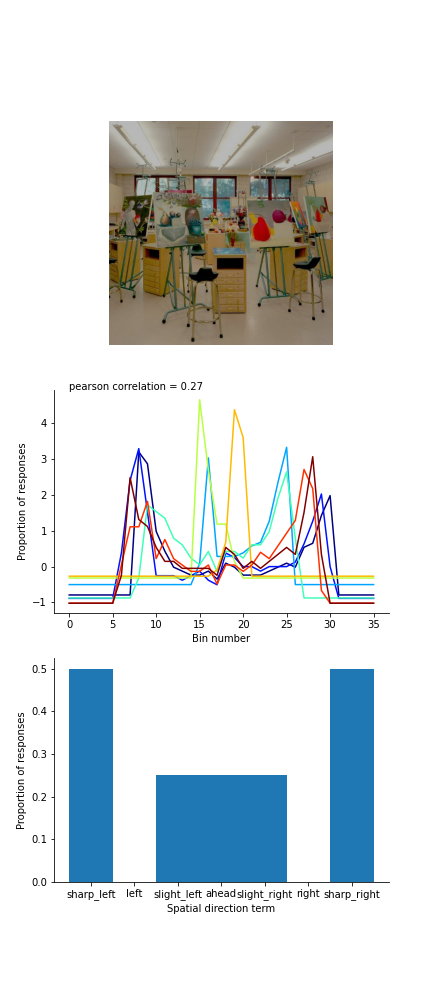 pearson correlation = 0.27
Proportion of responses
4
3
2
1
0
−1
0 5 10 15 20 25 30 35
Bin number
Proportion of responses
0.5
0.4
0.3
0.2
0.1
0.0
sharp_left left slight_left ahead slight_right right sharp_right
Spatial direction term